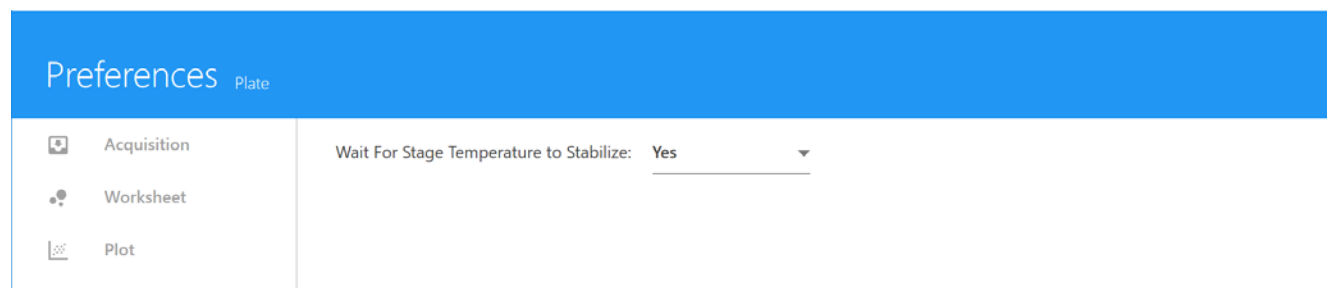 Preferences Plate
Acquisition
Wait For Stage Temperature to Stabilize: Yes
Worksheet
Plot